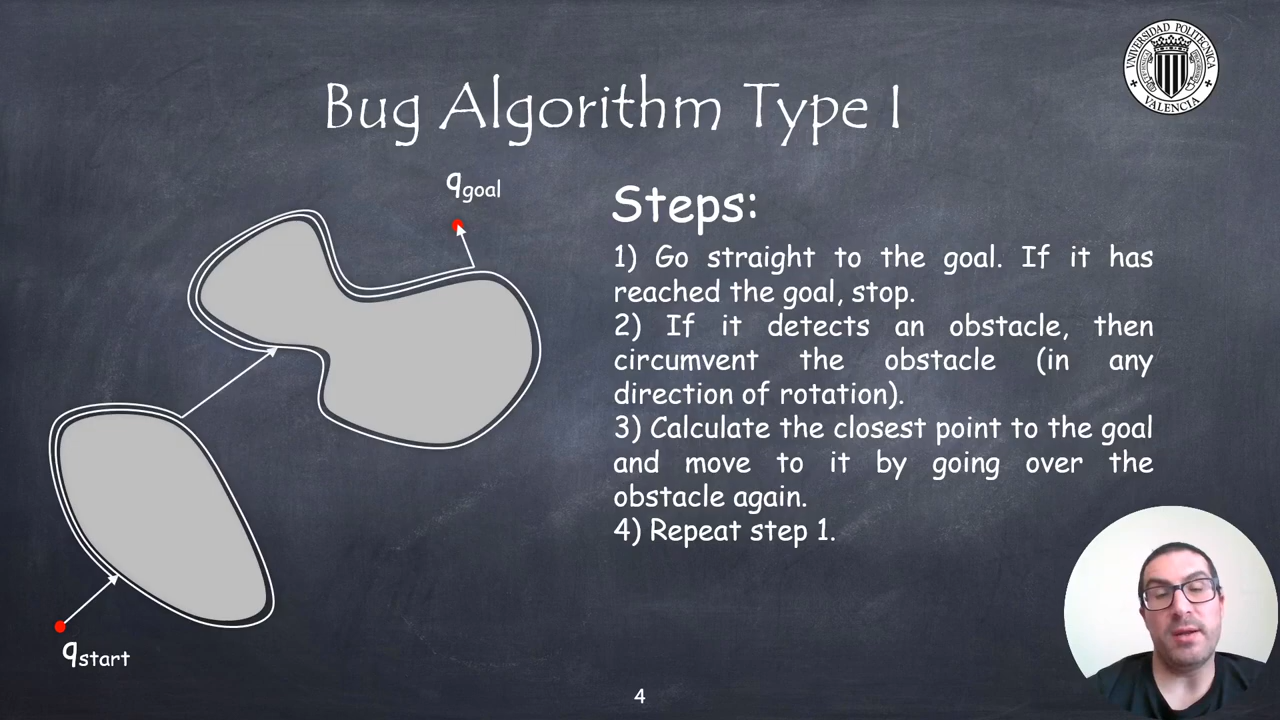 UNIVERSIDAD POLITECNICA
VALENCIA
Bug Algorithm Type I
qgoal
Steps:
1) Go straight to the goal. If it has
reached the goal, stop.
2) If it detects an obstacle, then
circumvent the obstacle (in any
direction of rotation).
3) Calculate the closest point to the goal
and move to it by going over the
obstacle again.
4) Repeat step 1.
qstart
4